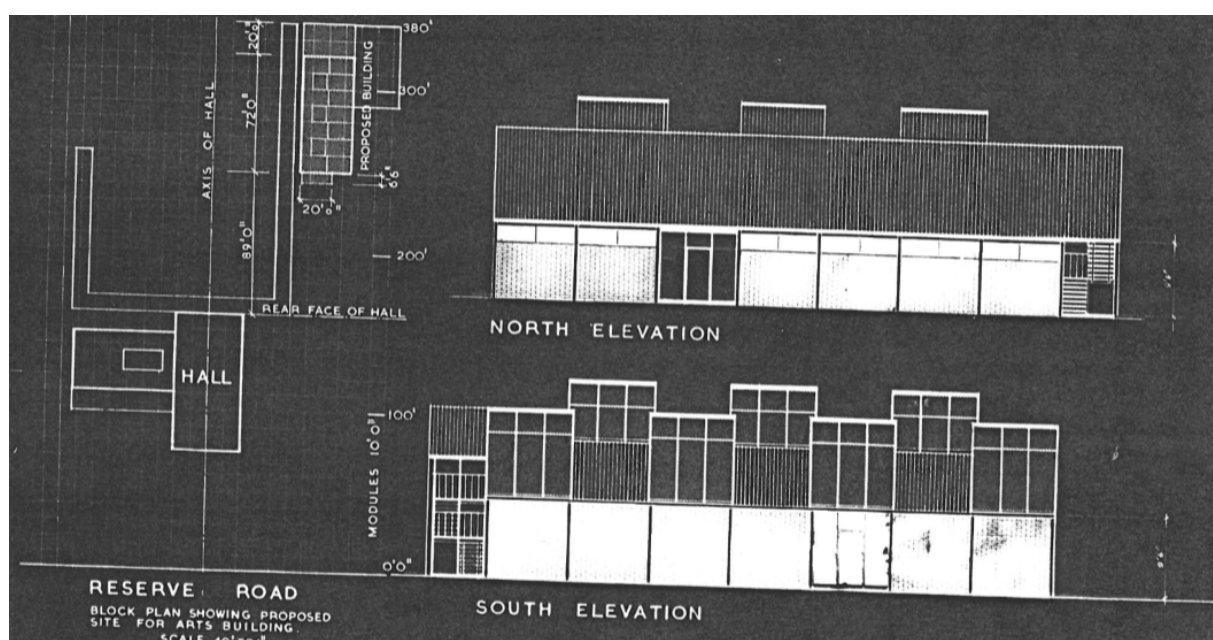 380'
20'0"
PROPOSED BUILDING
300'
72'0"
AXIS OF HALL
6'6"
20'0"
200'
89'0"
REAR FACE OF HALL
NORTH ELEVATION
HALL
100'
MODULES 10'0"
0'0"
RESERVE ROAD
BLOCK PLAN SHOWING PROPOSED
SITE FOR ARTS BUILDING.
SCALE
SOUTH ELEVATION